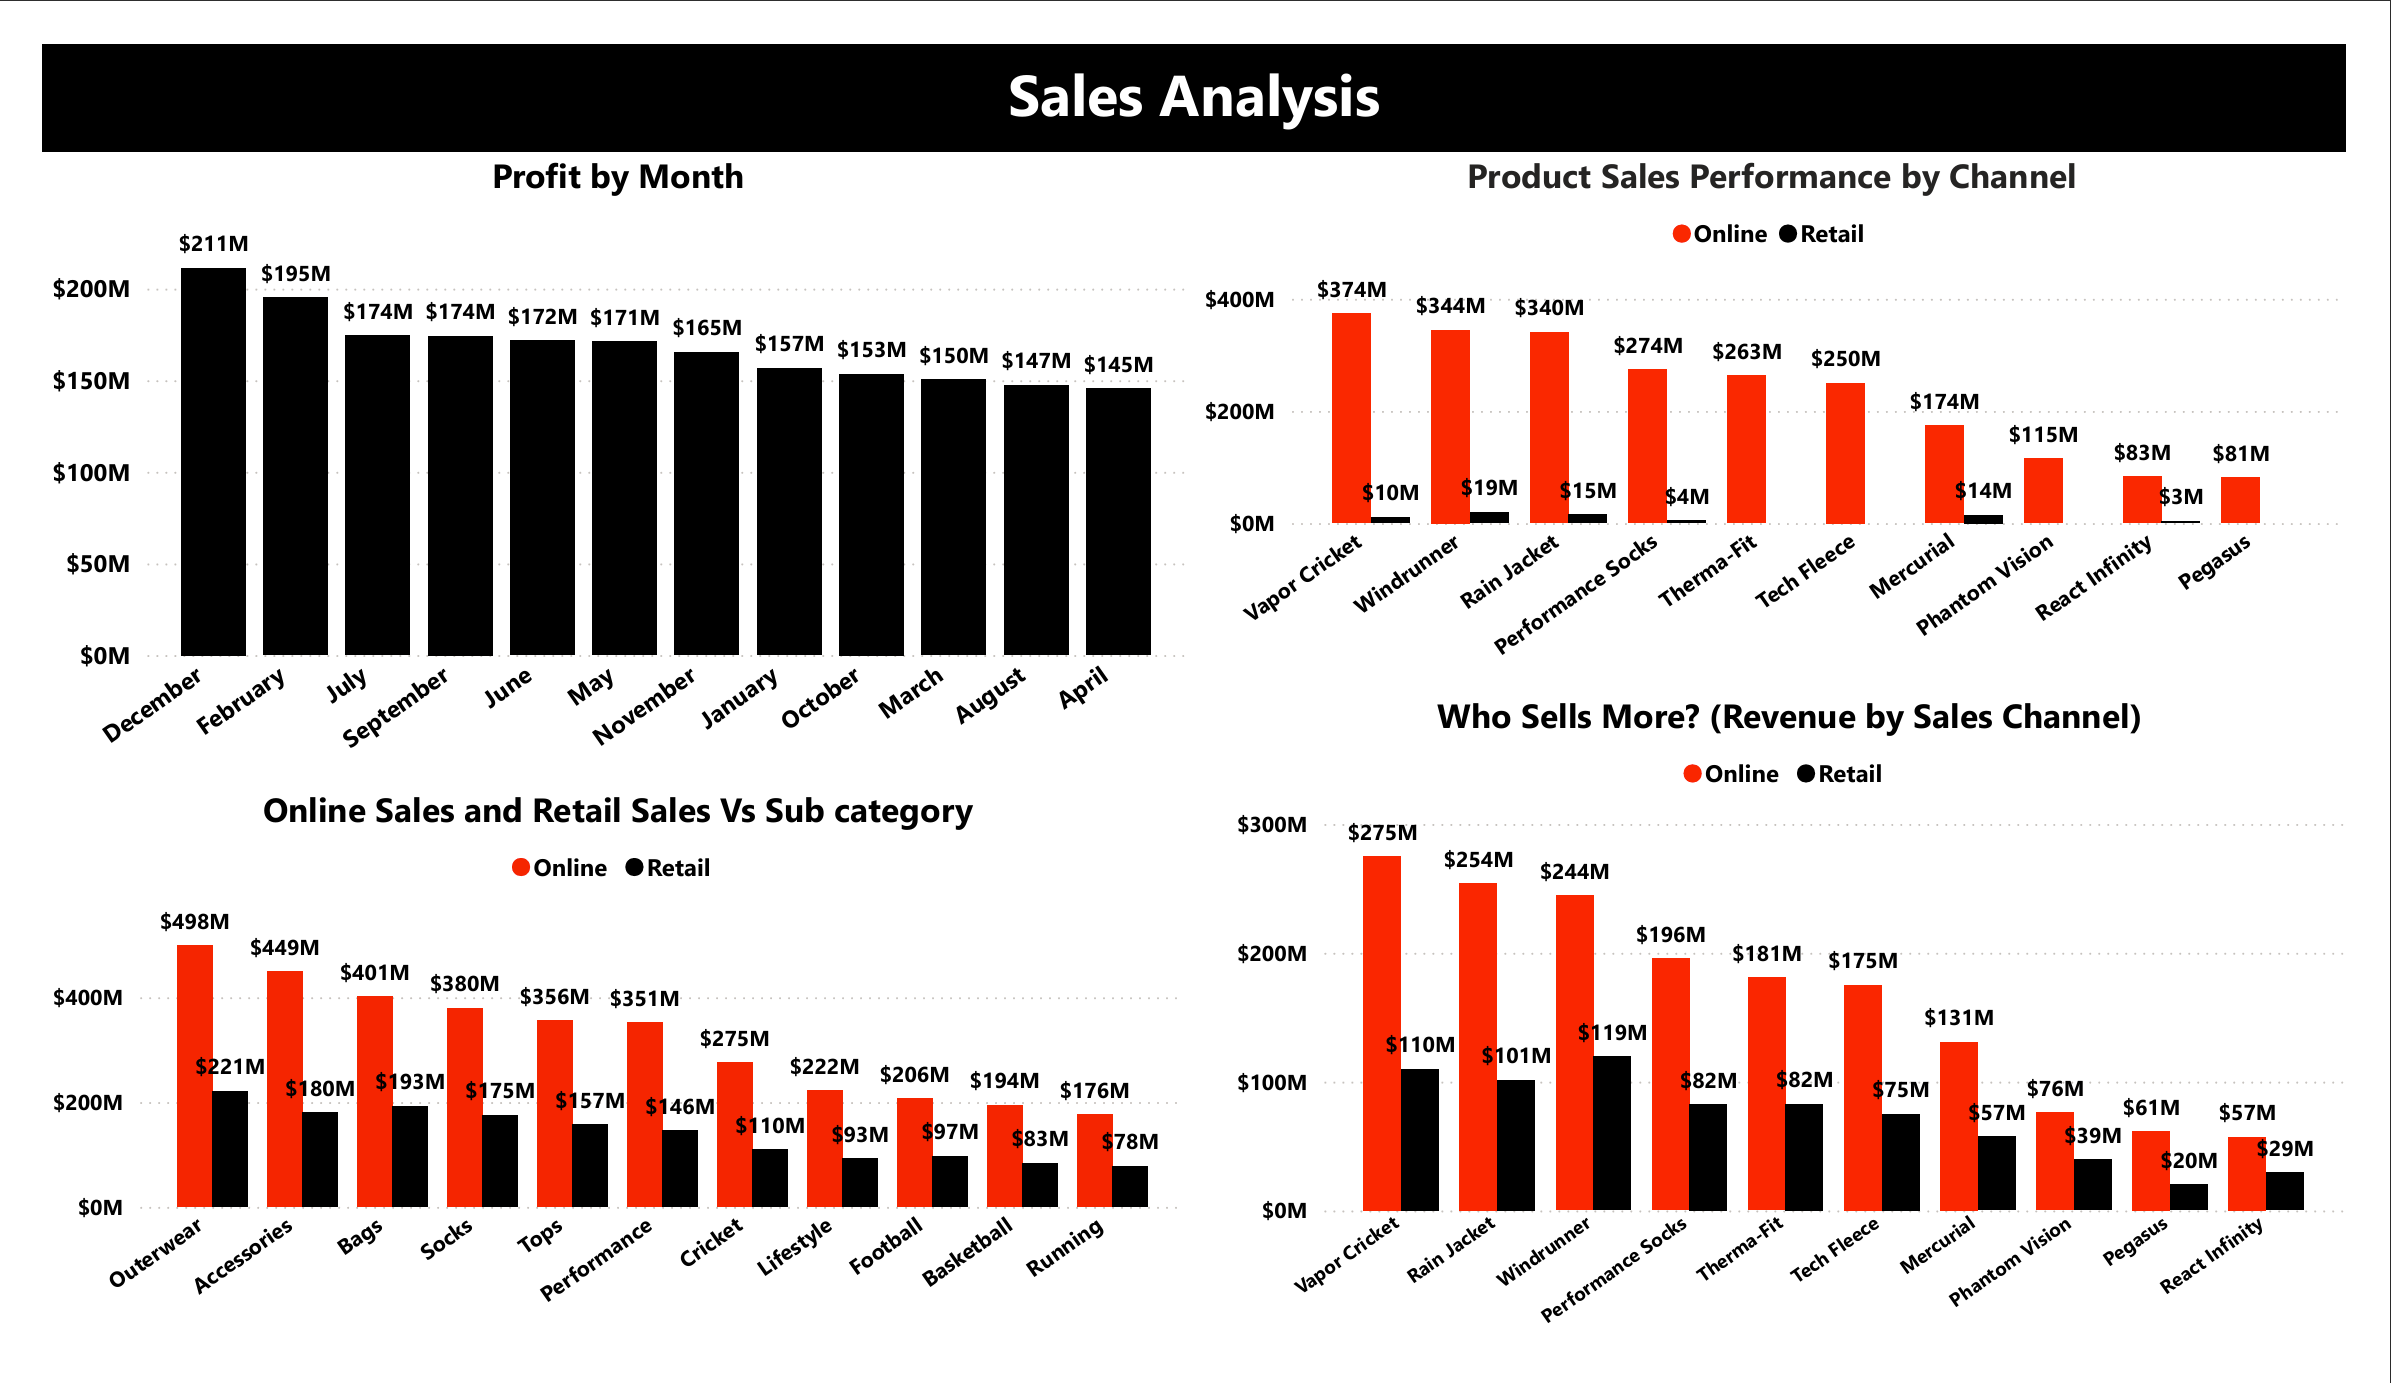 Sales Analysis
Profit by Month
$200M
$150M
$100M
$50M
$0M
$211M
$195M
$174M
$174M
$172M
$171M
$165M
$157M
$153M
$150M
$147M
$145M
December
February
July
September
June
May
November
January
October
March
August
April
Product Sales Performance by Channel
Online Retail
$400M
$200M
$0M
$374M
$10M
$344M
$19M
$340M
$15M
$274M
$4M
$263M
$250M
$174M
$14M
$115M
$83M
$3M
$81M
Vapor Cricket
Windrunner
Rain Jacket
Performance Socks
Therma-Fit
Tech Fleece
Mercurial
Phantom Vision
React Infinity
Pegasus
Online Sales and Retail Sales Vs Sub category
Online Retail
$400M
$200M
$0M
$498M
$221M
$449M
$180M
$401M
$193M
$380M
$175M
$356M
$157M
$351M
$146M
$275M
$110M
$222M
$93M
$206M
$97M
$194M
$83M
$176M
$78M
Outerwear
Accessories
Bags
Socks
Tops
Performance
Cricket
Lifestyle
Football
Basketball
Running
Who Sells More? (Revenue by Sales Channel)
Online Retail
$300M
$200M
$100M
$0M
$275M
$110M
$254M
$101M
$244M
$119M
$196M
$82M
$181M
$82M
$175M
$75M
$131M
$57M
$76M
$39M
$61M
$20M
$57M
$29M
Vapor Cricket
Rain Jacket
Windrunner
Performance Socks
Therma-Fit
Tech Fleece
Mercurial
Phantom Vision
Pegasus
React Infinity